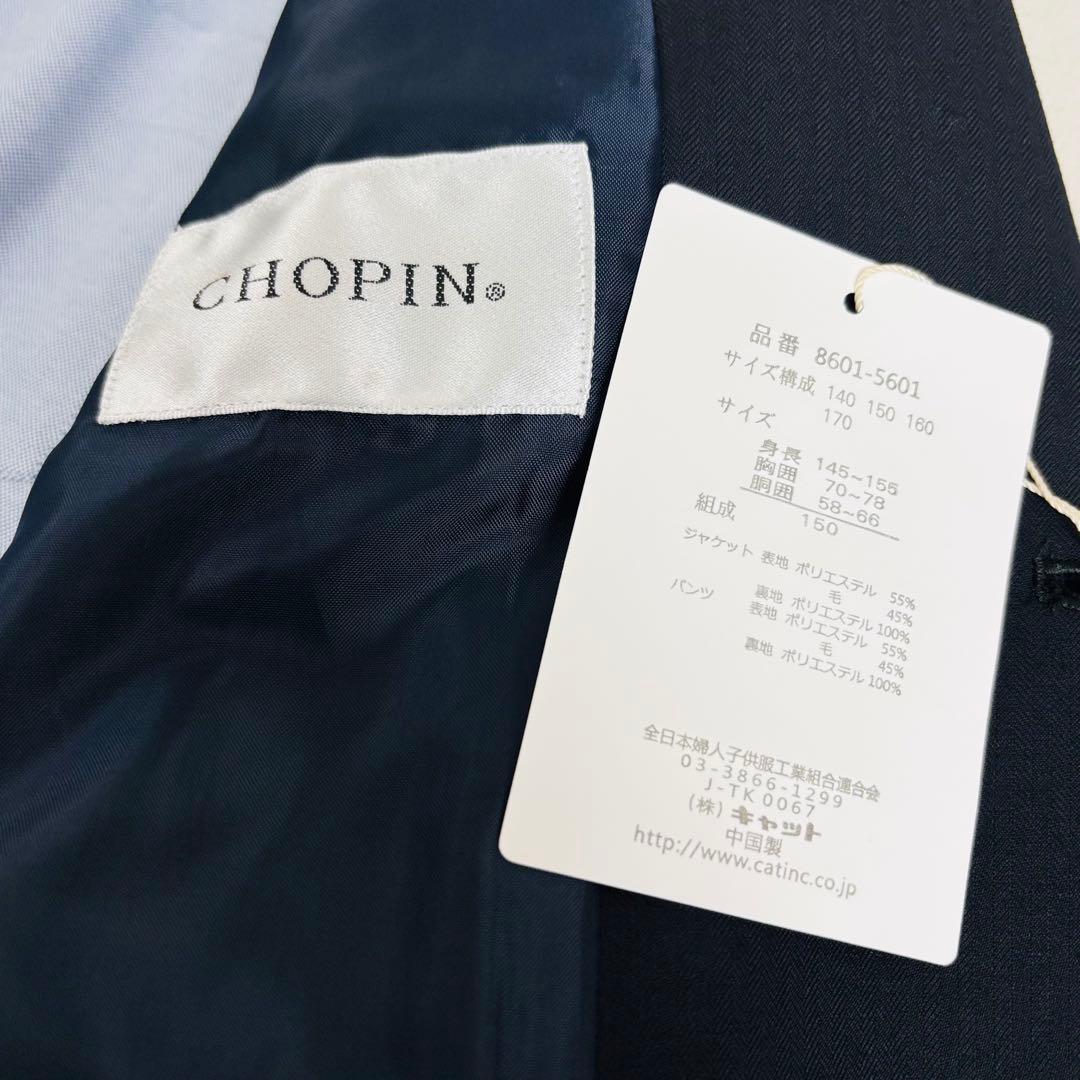 CHOPIN®
品番 8601-5601
サイズ構成 140 150 160
170
サイズ
身長 145~155
胸囲 70~78
胴囲 58~66
150
組成
ジャケット 表地 ポリエステル 55%
毛 45%
裏地 ポリエステル 100%
パンツ 表地 ポリエステル 55%
毛 45%
裏地 ポリエステル 100%
全日本婦人子供服工業組合連合会
03-3866-1299
J-TK0067
(株)キャット
中国製
http://www.catinc.co.jp